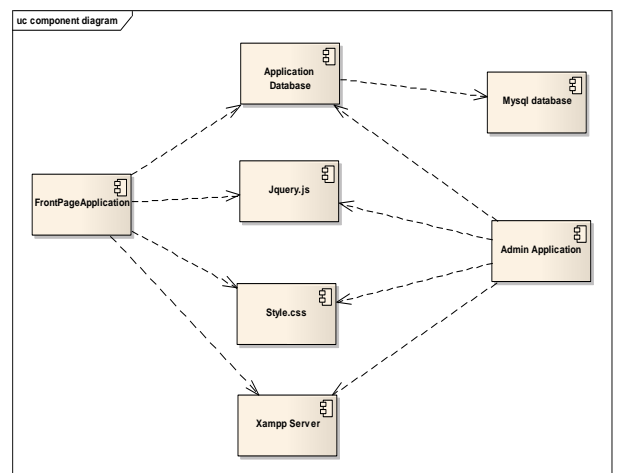 uc component diagram
Application
Database
Mysql database
FrontPageApplication
Jquery.js
Admin Application
Style.css
Xampp Server